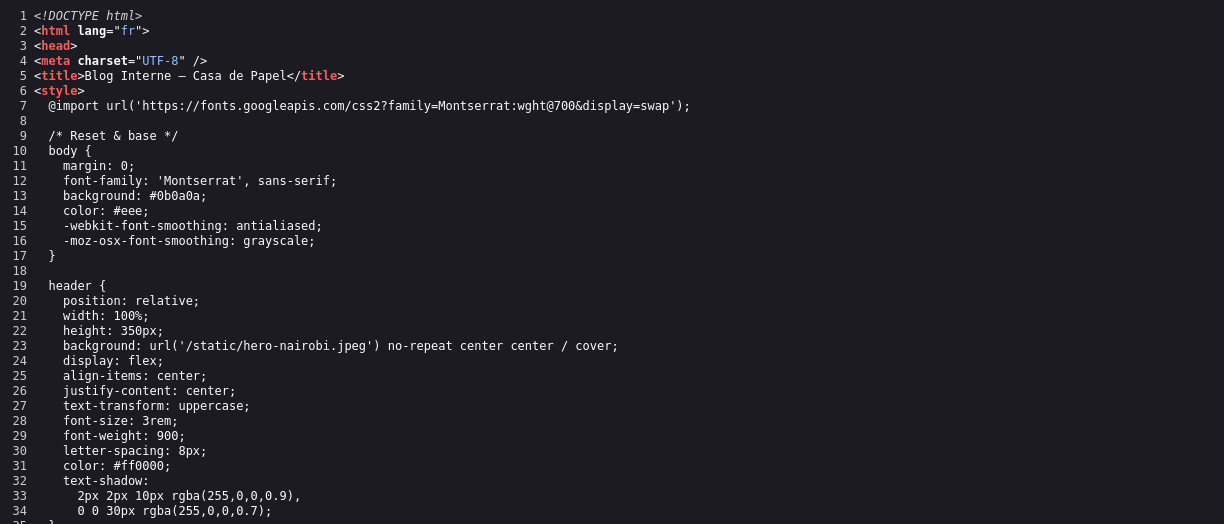 1 <!DOCTYPE html>
2 <html lang="fr">
3 <head>
4 <meta charset="UTF-8" />
5 <title>Blog Interne – Casa de Papel</title>
6 <style>
7   @import url('https://fonts.googleapis.com/css2?family=Montserrat:wght@700&display=swap');
8
9   /* Reset & base */
10   body {
11     margin: 0;
12     font-family: 'Montserrat', sans-serif;
13     background: #0b0a0a;
14     color: #eee;
15     -webkit-font-smoothing: antialiased;
16     -moz-osx-font-smoothing: grayscale;
17   }
18
19   header {
20     position: relative;
21     width: 100%;
22     height: 350px;
23     background: url('/static/hero-nairobi.jpeg') no-repeat center center / cover;
24     display: flex;
25     align-items: center;
26     justify-content: center;
27     text-transform: uppercase;
28     font-size: 3rem;
29     font-weight: 900;
30     letter-spacing: 8px;
31     color: #ff0000;
32     text-shadow:
33       2px 2px 10px rgba(255,0,0,0.9),
34       0 0 30px rgba(255,0,0,0.7);
35   }